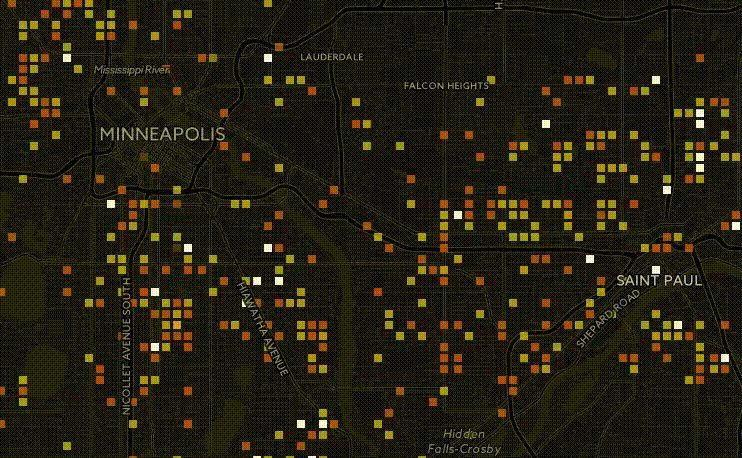 H
LAUDERDALE
Mississippi River
FALCON HEIGHTS
MINNEAPOLIS
SAINT PAUL
HIAWATHA AVENUE
NICOLLET AVENUE SOUTH
SHEPARD ROAD
Hidden
Falls-Crosby